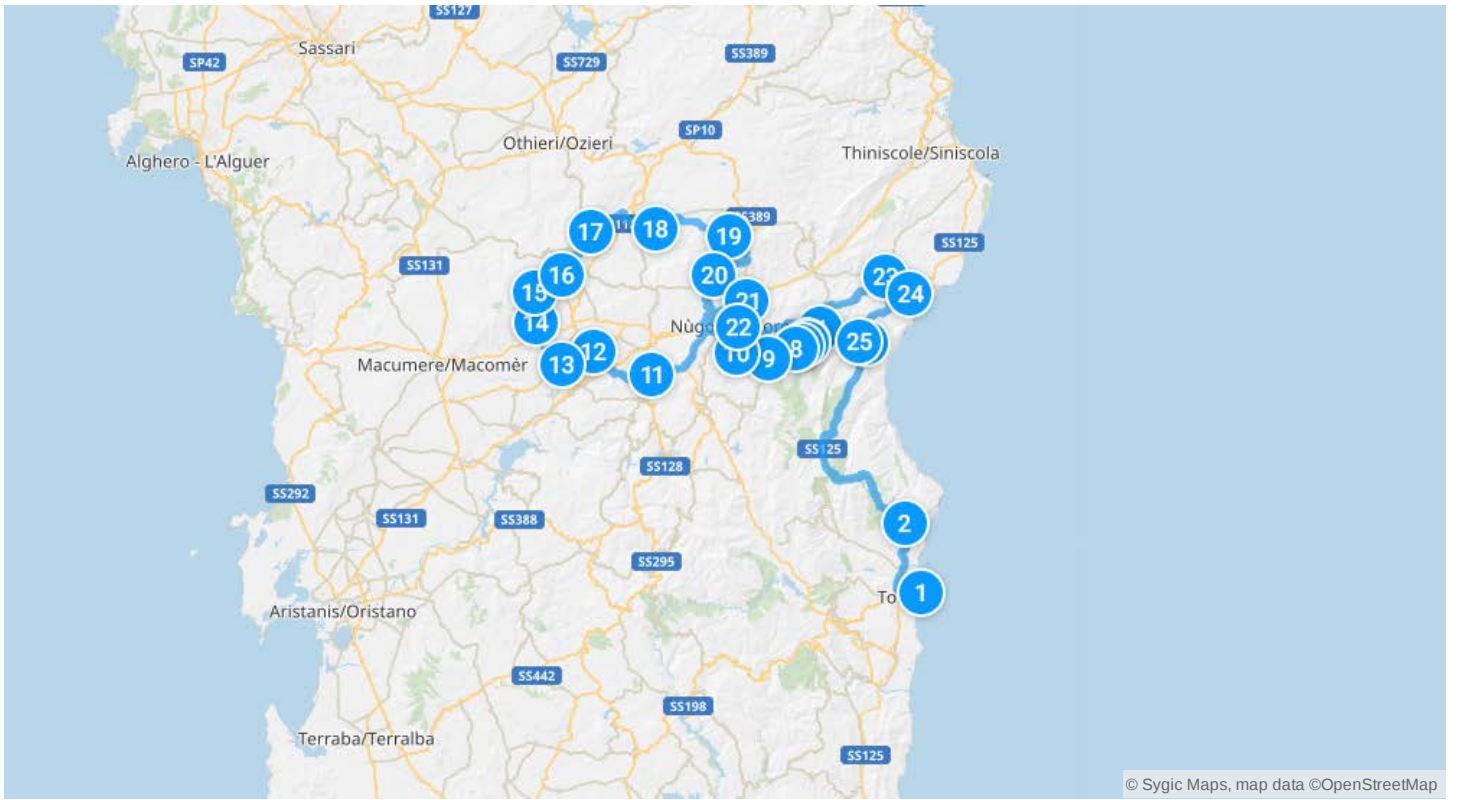 SS127
Sassari
SP42
SS729
SS389
SP10
Othieri/Ozieri
Thiniscole/Siniscola
Alghero - L'Alguer
SS389
17
18
19
SS125
SS131
16
20
23
15
21
24
14
22
25
12
10
9
8
Macumere/Macomèr
13
11
SS125
SS128
SS292
SS131
SS388
2
SS295
1
Aristanis/Oristano
SS442
SS198
Terraba/Terralba
SS125
© Sygic Maps, map data ©OpenStreetMap